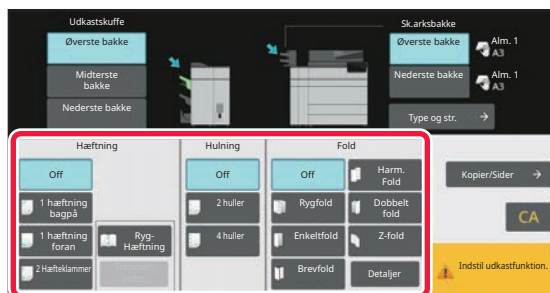 Udkastskuffe
Øverste bakke
Midterste
bakke
Nederste bakke
Sk.arksbakke
Øverste bakke
Alm. 1
A3
Nederste bakke
Alm. 1
A3
Type og str.
Hæftning
Off
1 hæftning
bagpå
1 hæftning
foran
2 Hæfteklammer
Ryg-
Hæftning
Hulning
Off
2 huller
4 huller
Fold
Off
Harm.
Fold
Rygfold
Dobbelt
fold
Enkeltfold
Z-fold
Brevfold
Detaljer
Kopier/Sider
CA
Indstil udkastfunktion.